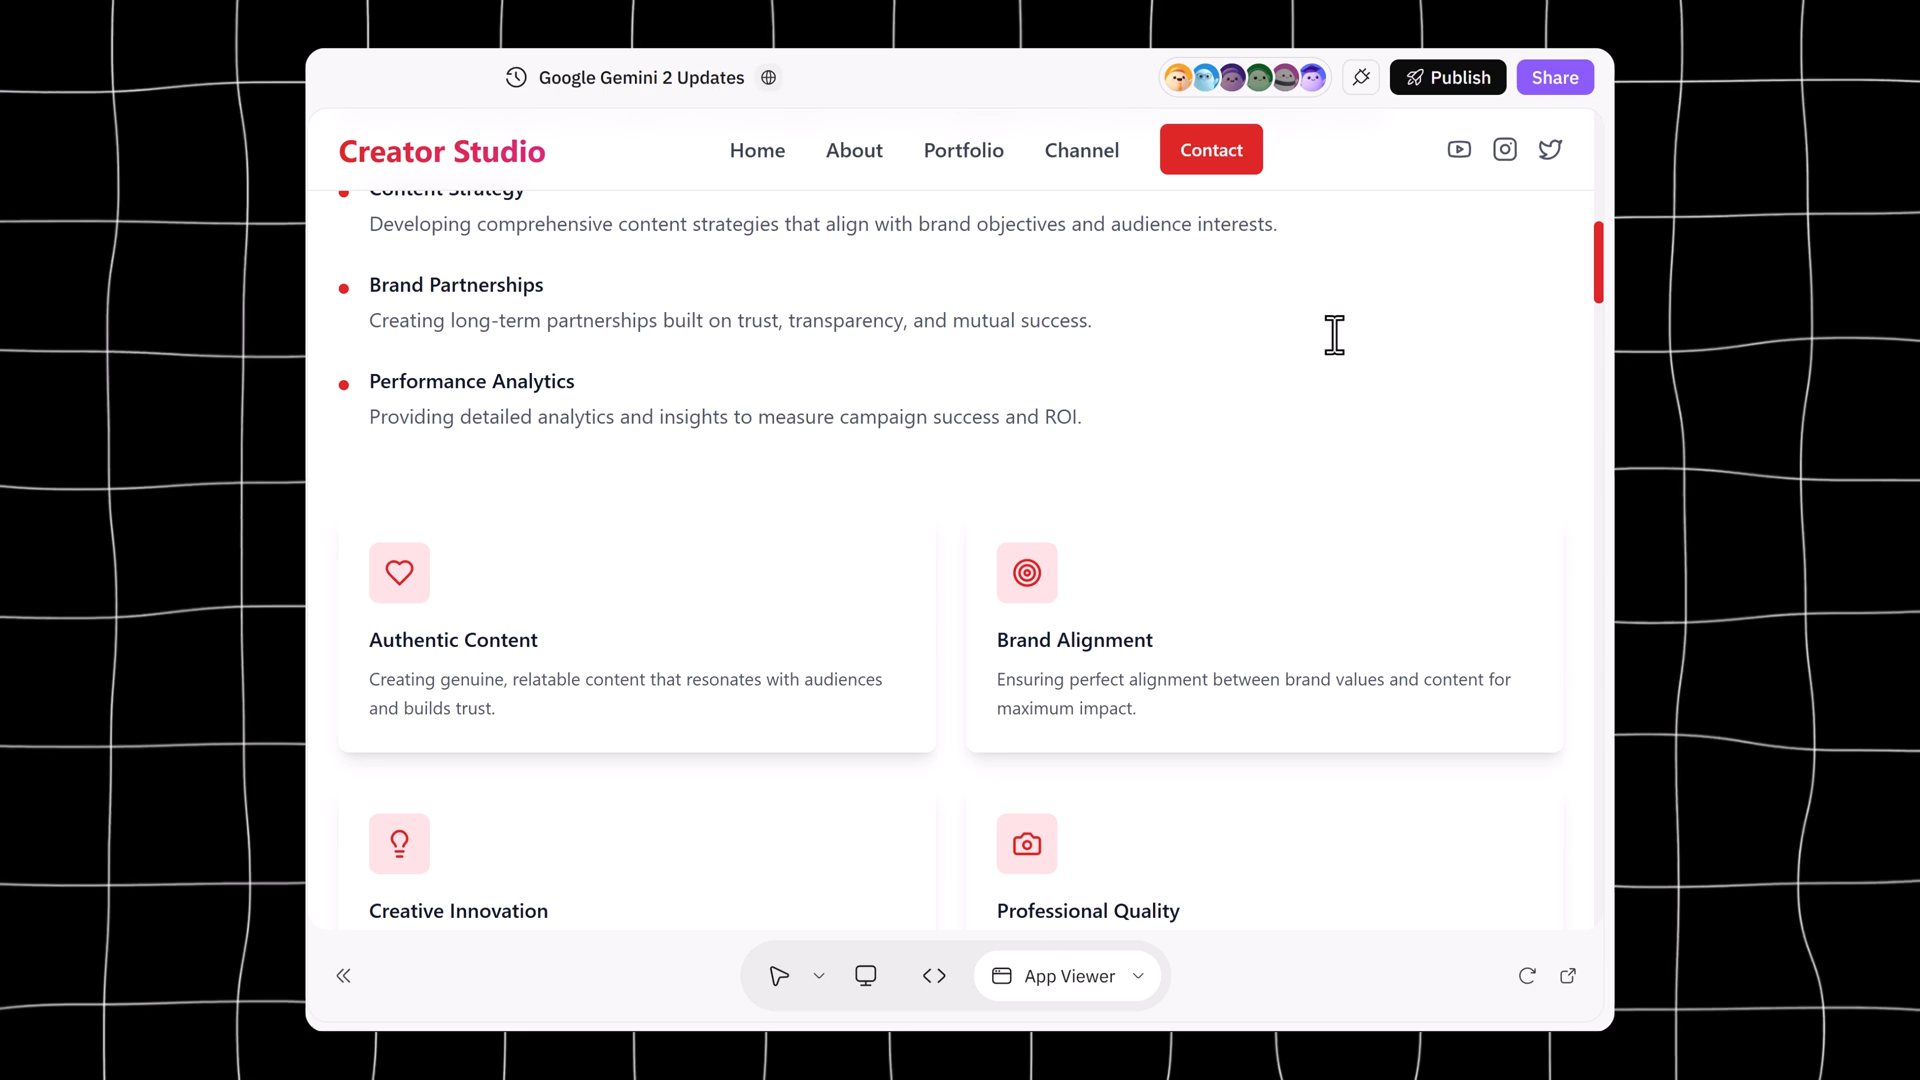 Google Gemini 2 Updates
Publish
Share
Creator Studio
Home
About
Portfolio
Channel
Contact
Content Strategy
Developing comprehensive content strategies that align with brand objectives and audience interests.
Brand Partnerships
Creating long-term partnerships built on trust, transparency, and mutual success.
Performance Analytics
Providing detailed analytics and insights to measure campaign success and ROI.
Authentic Content
Creating genuine, relatable content that resonates with audiences
and builds trust.
Brand Alignment
Ensuring perfect alignment between brand values and content for
maximum impact.
Creative Innovation
Professional Quality
App Viewer